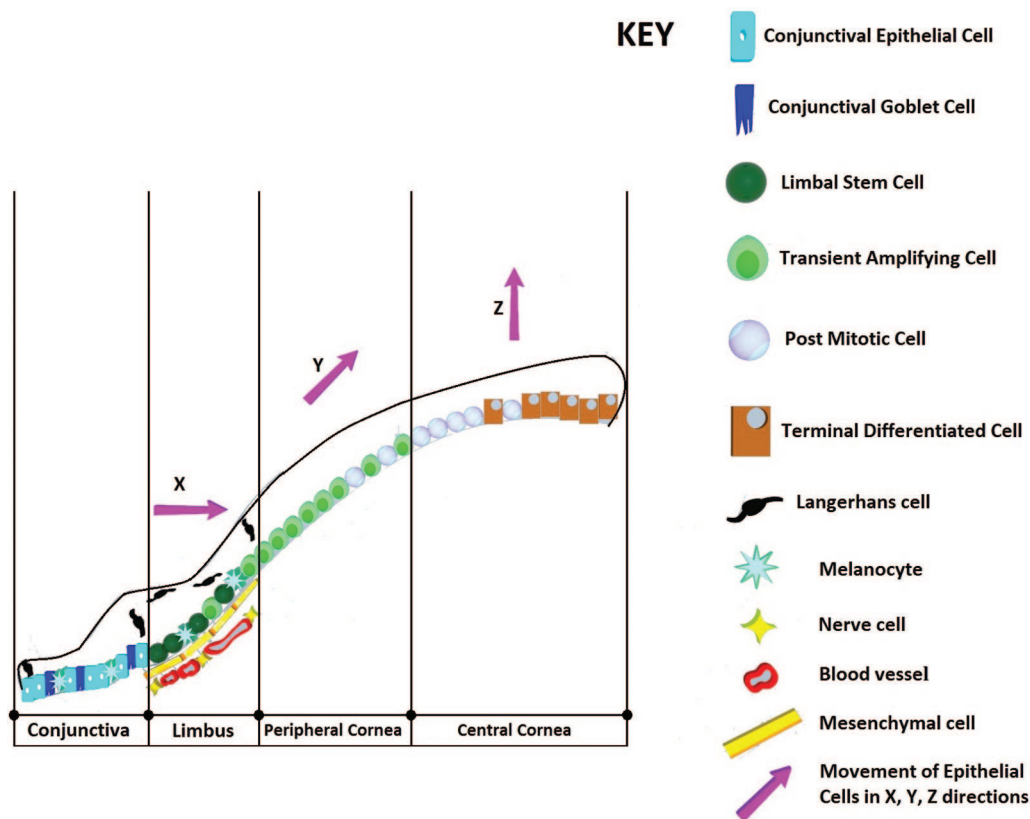 KEY
Conjunctival Epithelial Cell
Conjunctival Goblet Cell
Limbal Stem Cell
Transient Amplifying Cell
Post Mitotic Cell
Terminal Differentiated Cell
Langerhans cell
Melanocyte
Nerve cell
Blood vessel
Mesenchymal cell
Movement of Epithelial
Cells in X, Y, Z directions
Z
Y
X
Conjunctiva
Limbus
Peripheral Cornea
Central Cornea